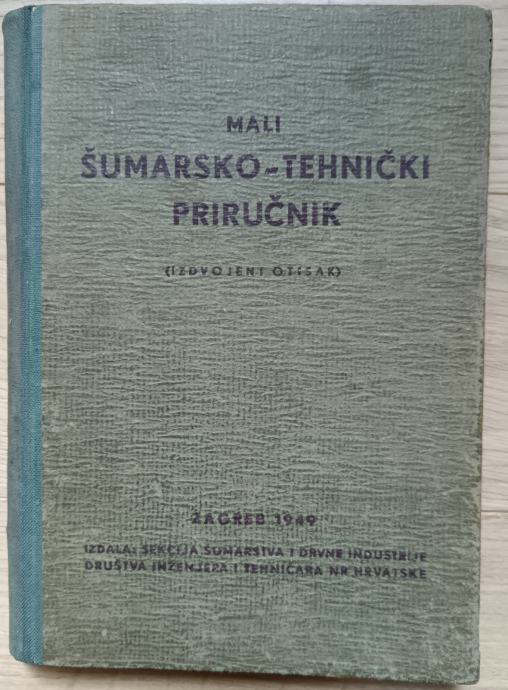 MALI
ŠUMARSKO-TEHNIČKI
PRIRUČNIK
(IZDVOJENI OTISAK)
ZAGREB 1949
IZDALA: SEKCIJA ŠUMARSTVA I DRVNE INDUSTRIJE
DRUŠTVA INŽENJERA I TEHNIČARA NR HRVATSKE